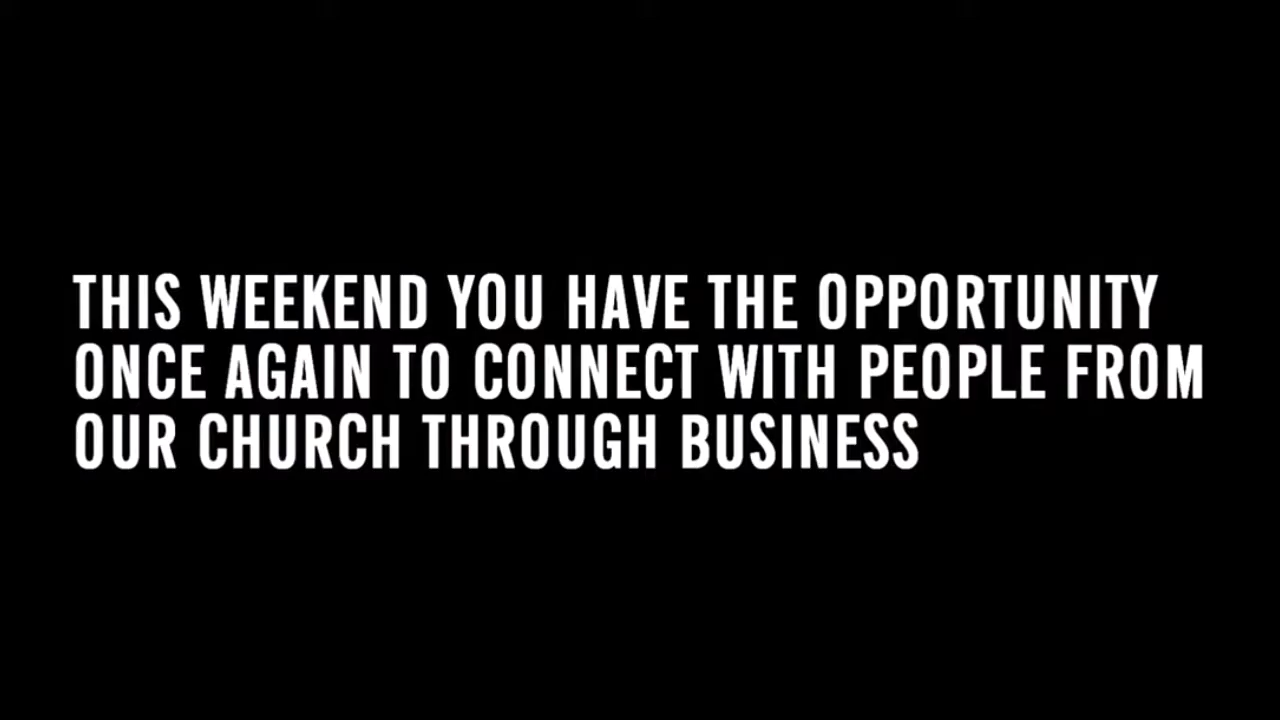 THIS WEEKEND YOU HAVE THE OPPORTUNITY
ONCE AGAIN TO CONNECT WITH PEOPLE FROM
OUR CHURCH THROUGH BUSINESS